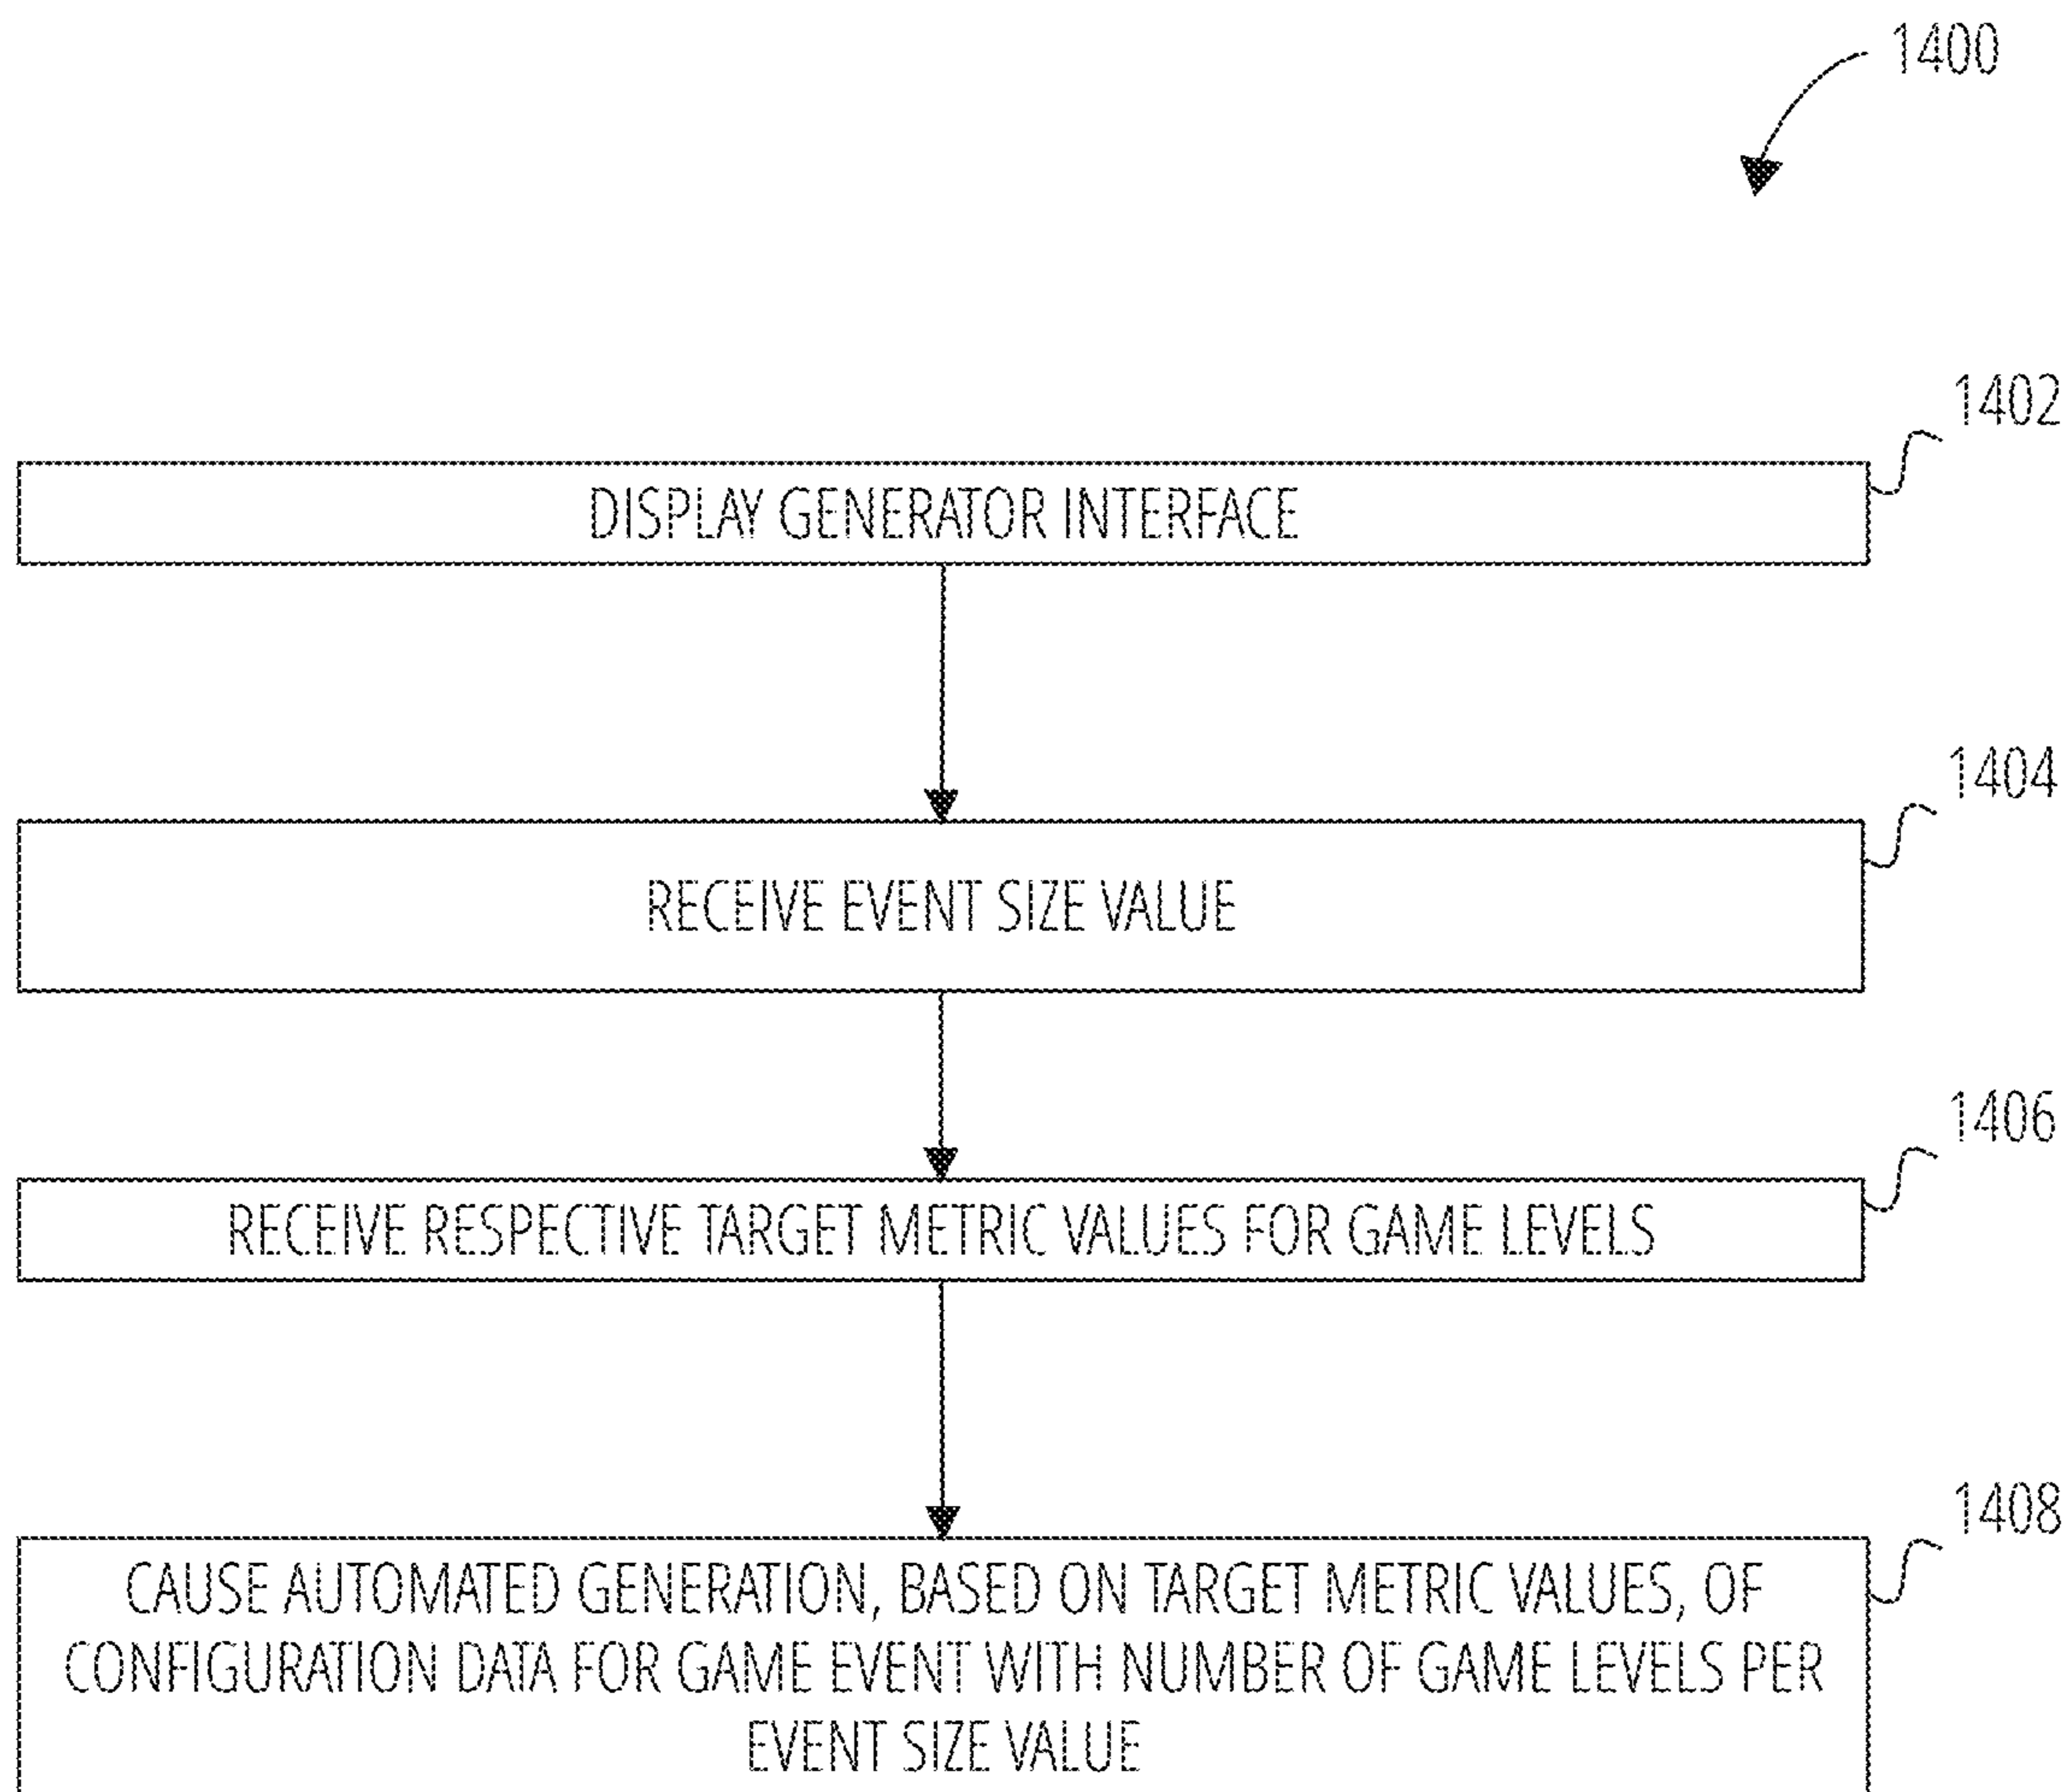 1400
1402
DISPLAY GENERATOR INTERFACE
1404
RECEIVE EVENT SIZE VALUE
1406
RECEIVE RESPECTIVE TARGET METRIC VALUES FOR GAME LEVELS
1408
CAUSE AUTOMATED GENERATION, BASED ON TARGET METRIC VALUES, OF
CONFIGURATION DATA FOR GAME EVENT WITH NUMBER OF GAME LEVELS PER
EVENT SIZE VALUE